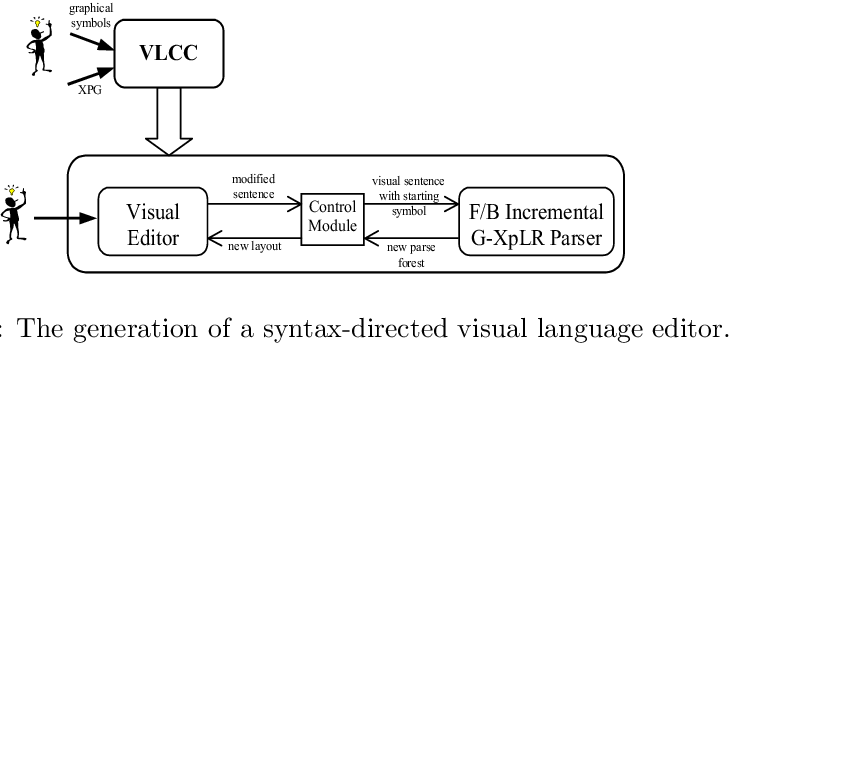 graphical
symbols
VLCC
XPG
modified
sentence
visual sentence
with starting
symbol
Visual
Editor
Control
Module
F/B Incremental
G-XpLR Parser
new layout
new parse
forest
: The generation of a syntax-directed visual language editor.